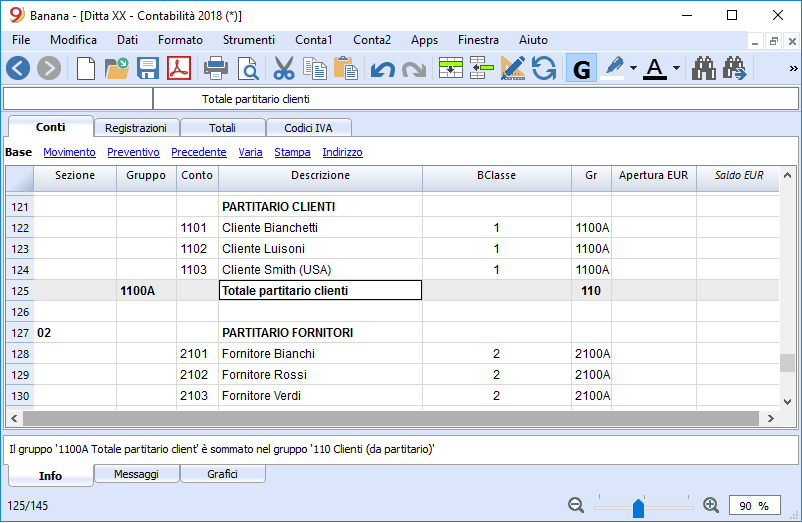 Banana - [Ditta XX - Contabilità 2018 (*)]
File Modifica Dati Formato Strumenti Conta1 Conta2 Apps Finestra Aiuto
G A »
Totale partitario clienti
Conti Registrazioni Totali Codici IVA
Base Movimento Preventivo Precedente Varia Stampa Indirizzo
Sezione Gruppo Conto Descrizione BClasse Gr Apertura EUR Saldo EUR
121 PARTITARIO CLIENTI
122 1101 Cliente Bianchetti 1 1100A
123 1102 Cliente Luisoni 1 1100A
124 1103 Cliente Smith (USA) 1 1100A
125 1100A Totale partitario clienti 110
126
127 02 PARTITARIO FORNITORI
128 2101 Fornitore Bianchi 2 2100A
129 2102 Fornitore Rossi 2 2100A
130 2103 Fornitore Verdi 2 2100A
Il gruppo '1100A Totale partitario client' è sommato nel gruppo '110 Clienti (da partitario)'
Info Messaggi Grafici
125/145
90 %